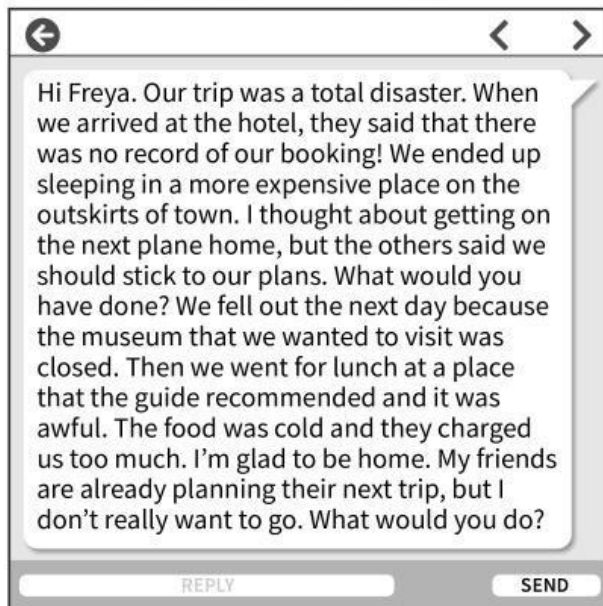 Hi Freya. Our trip was a total disaster. When
we arrived at the hotel, they said that there
was no record of our booking! We ended up
sleeping in a more expensive place on the
outskirts of town. I thought about getting on
the next plane home, but the others said we
should stick to our plans. What would you
have done? We fell out the next day because
the museum that we wanted to visit was
closed. Then we went for lunch at a place
that the guide recommended and it was
awful. The food was cold and they charged
us too much. I’m glad to be home. My friends
are already planning their next trip, but I
don’t really want to go. What would you do?
REPLY
SEND